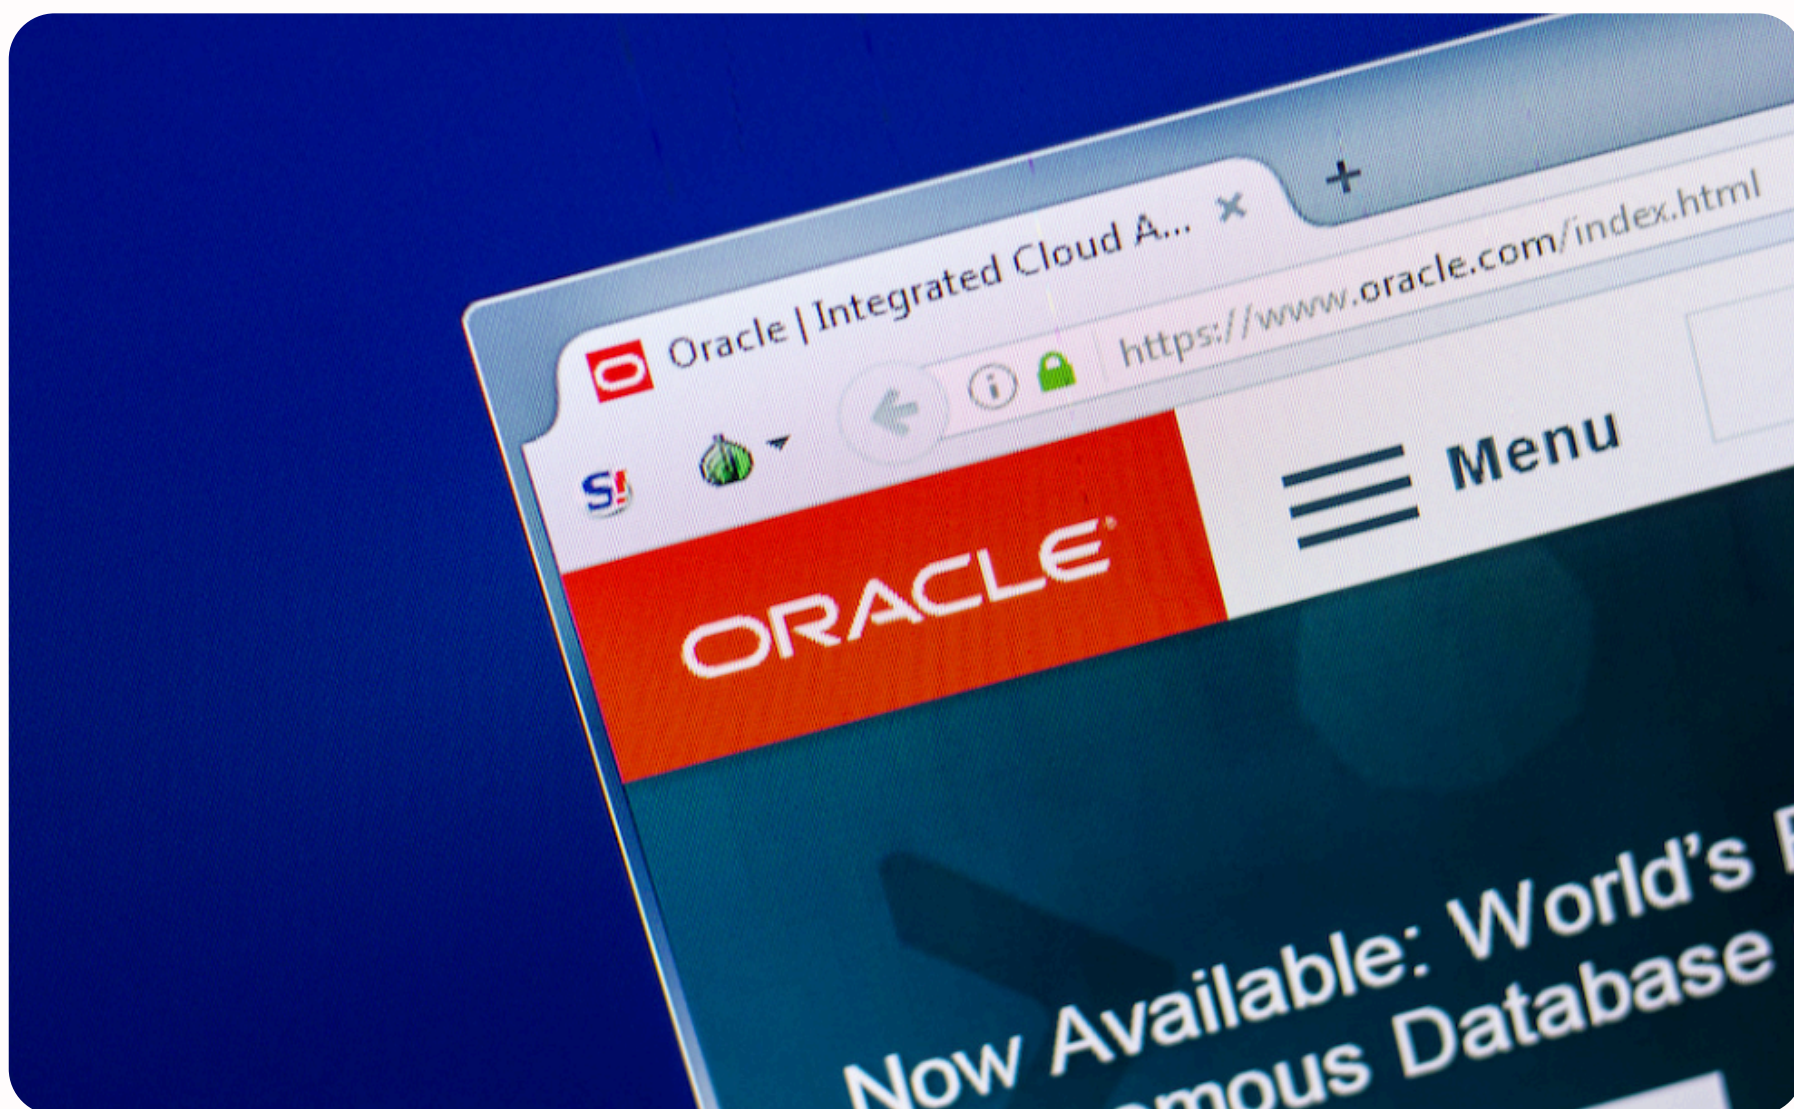 Oracle | Integrated Cloud A...
https://www.oracle.com/index.html
S!
ORACLE
Menu
Now Available: World's
Database